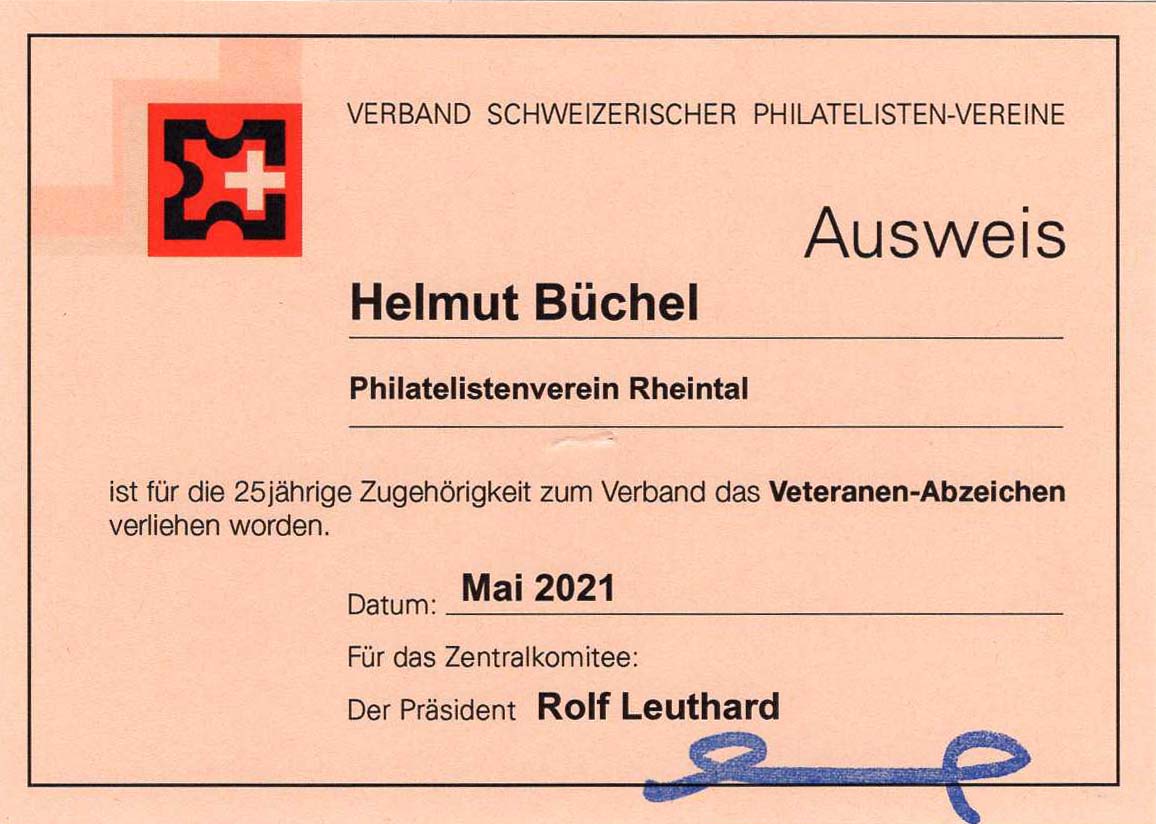 VERBAND SCHWEIZERISCHER PHILATELISTEN-VEREINE
Ausweis
Helmut Büchel
Philatelistenverein Rheintal
ist für die 25jährige Zugehörigkeit zum Verband das Veteranen-Abzeichen
verliehen worden.
Datum: Mai 2021
Für das Zentralkomitee:
Der Präsident Rolf Leuthard